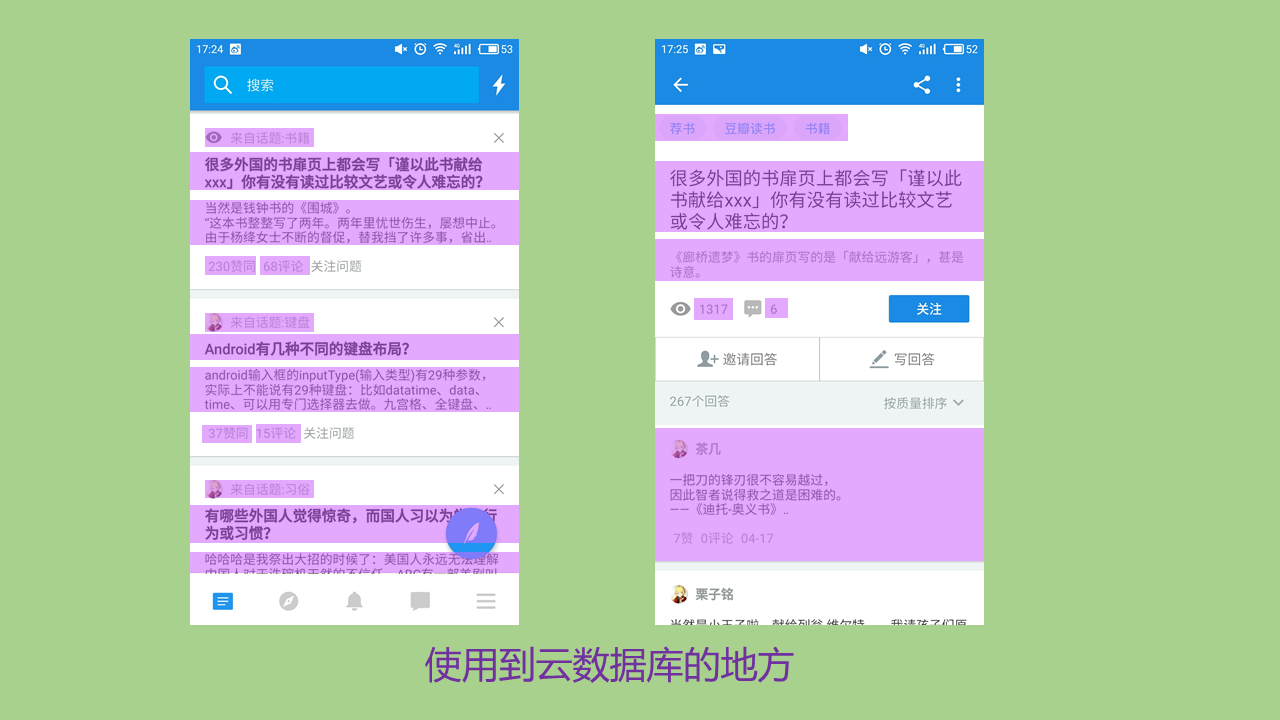 17:24
53
搜索
来自话题:书籍
很多外国的书扉页上都会写「谨以此书献给
xxx」你有没有读过比较文艺或令人难忘的?
当然是钱钟书的《围城》。
“这本书整整写了两年。两年里忧世伤生，屡想中止。
由于杨绛女士不断的督促，替我挡了许多事，省出..
230赞同 68评论 关注问题
来自话题:键盘
Android有几种不同的键盘布局?
android输入框的inputType(输入类型)有29种参数，
实际上不能说有29种键盘：比如datatime、data、
time、可以用专门选择器去做。九宫格、全键盘、..
37赞同 15评论 关注问题
来自话题:习俗
有哪些外国人觉得惊奇，而国人习以为 行
为或习惯?
哈哈哈是我祭出大招的时候了：美国人永远无法理解
17:25
52
荐书 豆瓣读书 书籍
很多外国的书扉页上都会写「谨以此
书献给xxx」你有没有读过比较文艺
或令人难忘的?
《廊桥遗梦》书的扉页写的是「献给远游客」，甚是
诗意。
1317 6 关注
邀请回答 写回答
267个回答 按质量排序
茶几
一把刀的锋刃很不容易越过，
因此智者说得救之道是困难的。
——《迪托-奥义书》..
7赞 0评论 04-17
栗子铭
使用到云数据库的地方